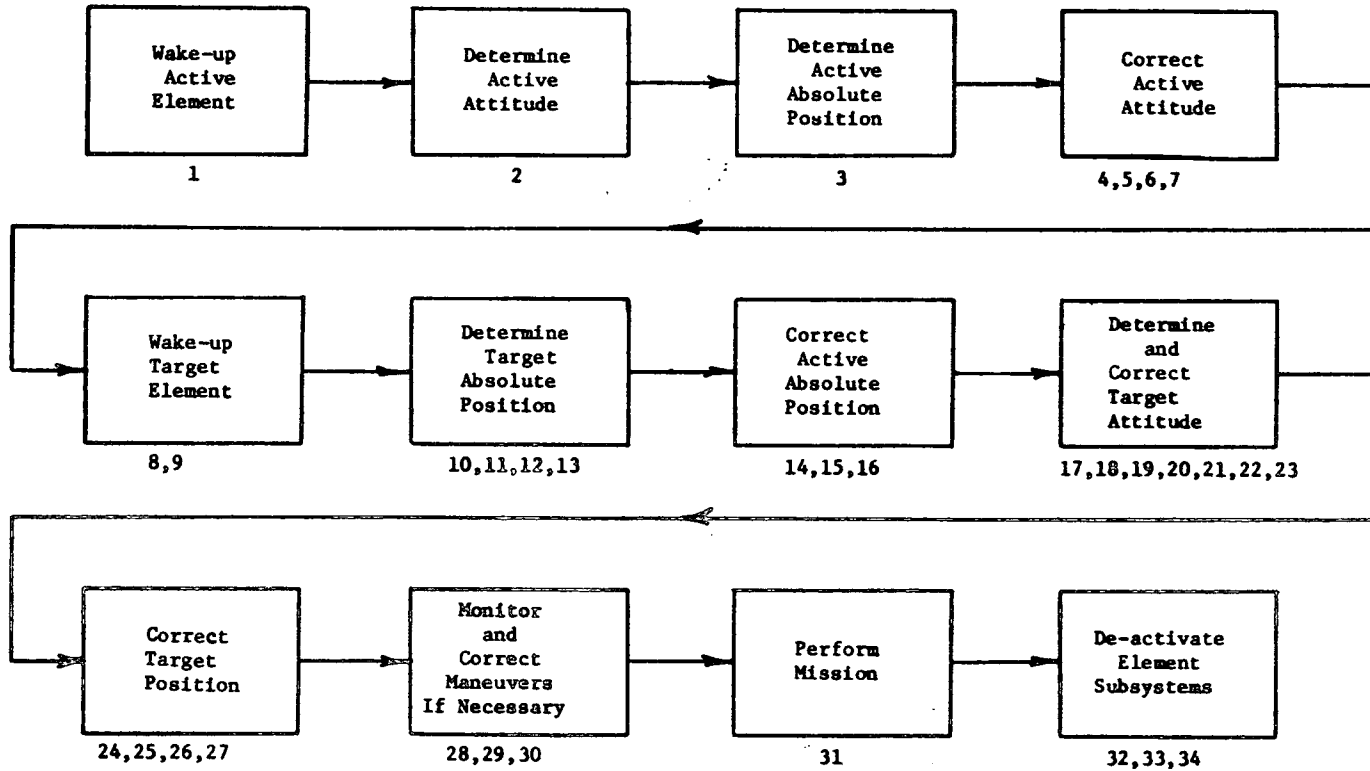 Wake-up
Active
Element
1
Determine
Active
Attitude
2
Determine
Active
Absolute
Position
3
Correct
Active
Attitude
4,5,6,7
Wake-up
Target
Element
8,9
Determine
Target
Absolute
Position
10,11,12,13
Correct
Active
Absolute
Position
14,15,16
Determine
and
Correct
Target
Attitude
17,18,19,20,21,22,23
Correct
Target
Position
24,25,26,27
Monitor
and
Correct
Maneuvers
If Necessary
28,29,30
Perform
Mission
31
De-activate
Element
Subsystems
32,33,34